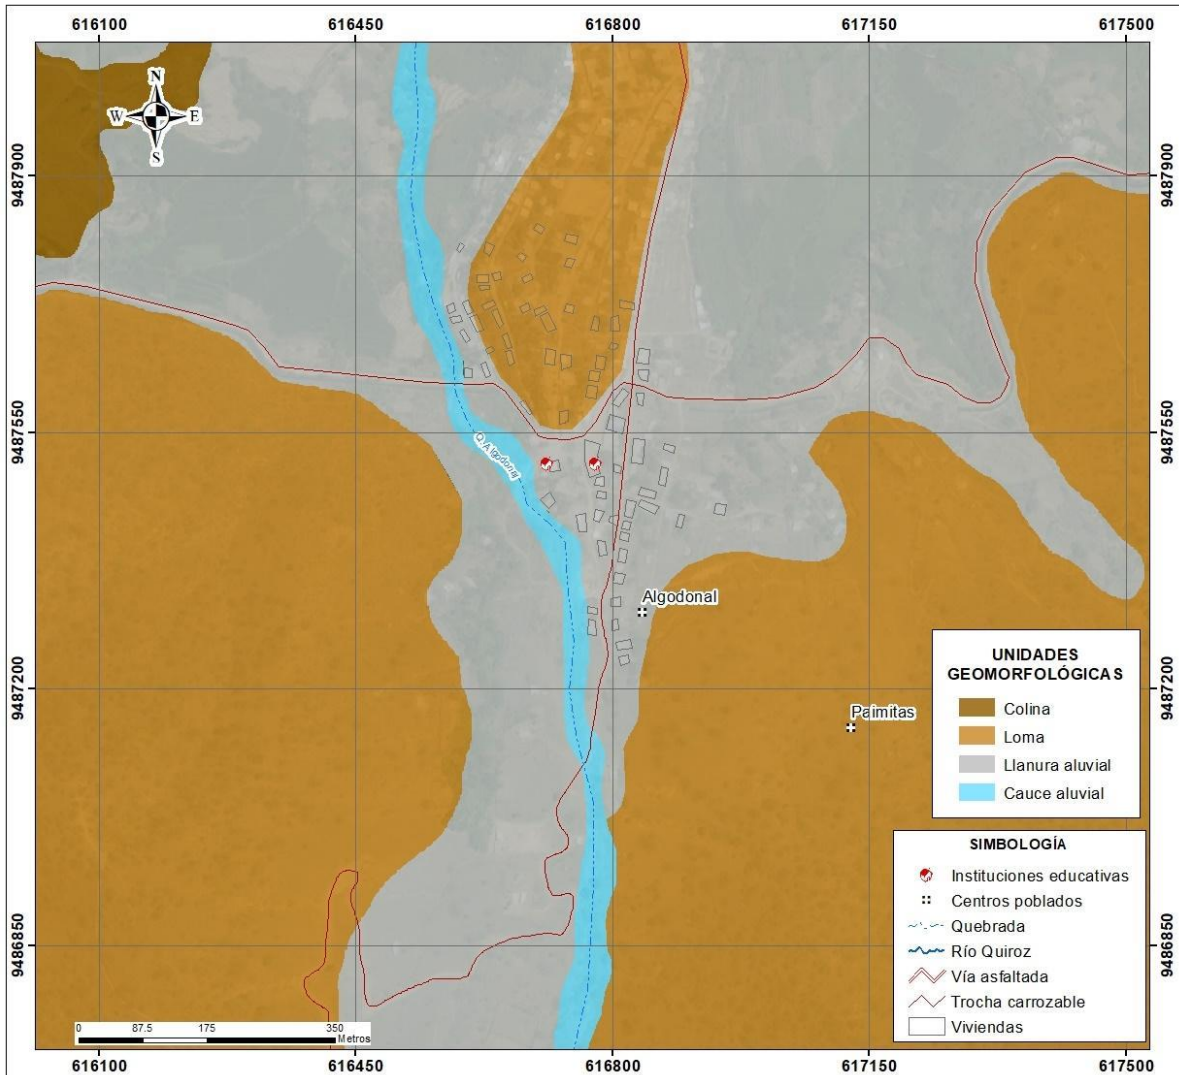 616100 616450 616800 617150 617500
N
W E
S
9487900 9487900
9487550 9487550
Q. Algodonal
Algodonal
9487200 9487200
Paimitas
UNIDADES
GEOMORFOLÓGICAS
Colina
Loma
Llanura aluvial
Cauce aluvial
SIMBOLOGÍA
Instituciones educativas
Centros poblados
Quebrada
Río Quiroz
Vía asfaltada
Trocha carrozable
Viviendas
9486850 9486850
0 87.5 175 350
Metros
616100 616450 616800 617150 617500